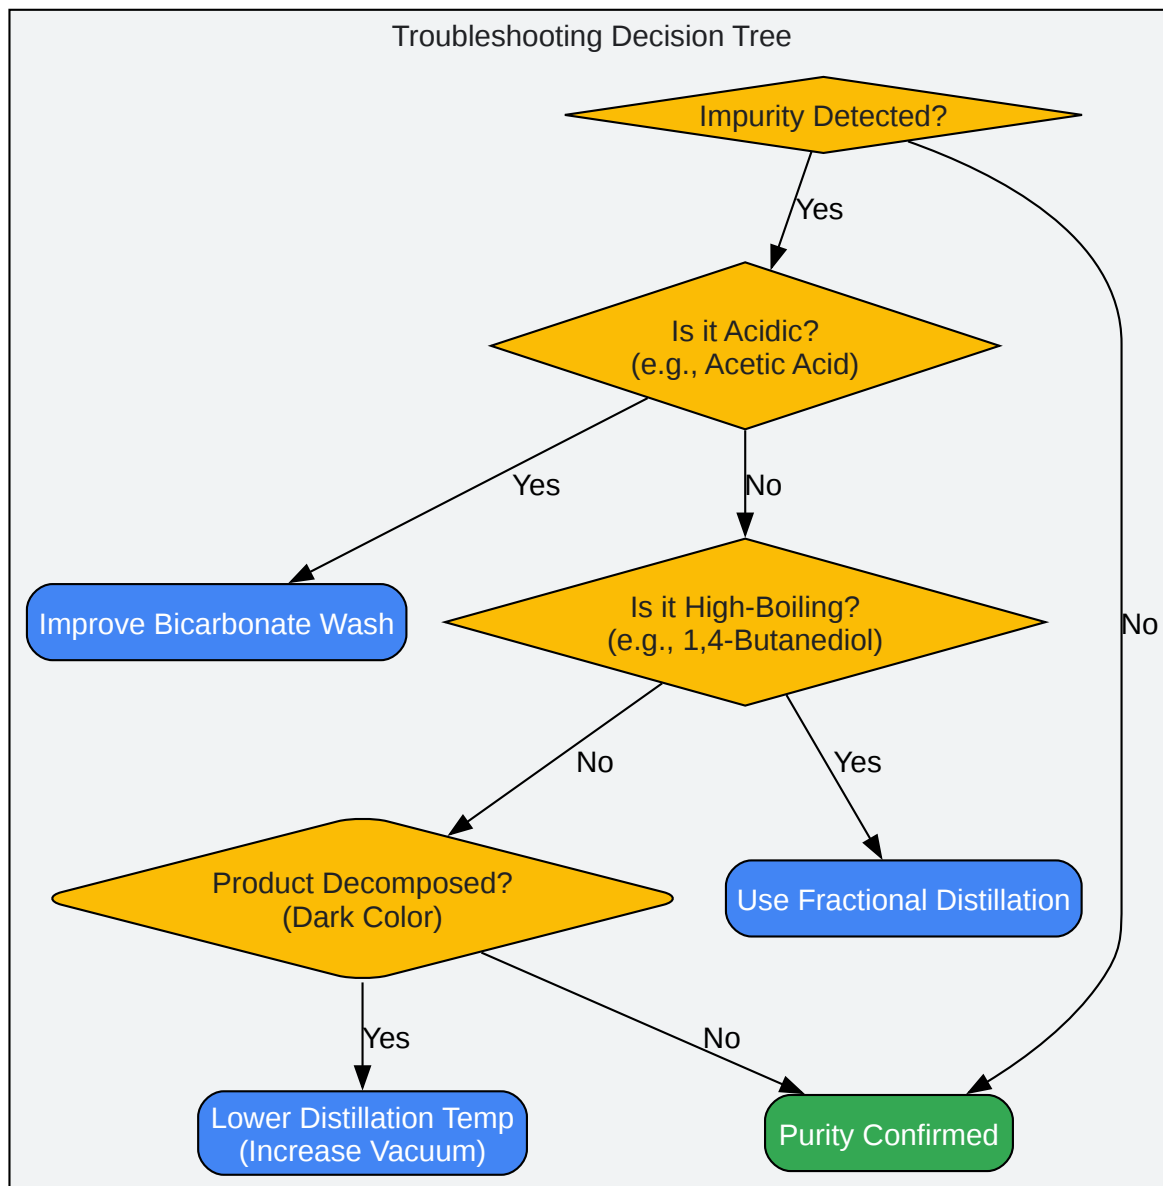 Troubleshooting Decision Tree
Impurity Detected?
Yes
Is it Acidic?
(e.g., Acetic Acid)
Yes
No
Improve Bicarbonate Wash
Is it High-Boiling?
(e.g., 1,4-Butanediol)
No
No
Yes
Product Decomposed?
(Dark Color)
Use Fractional Distillation
Yes
No
Lower Distillation Temp
(Increase Vacuum)
Purity Confirmed